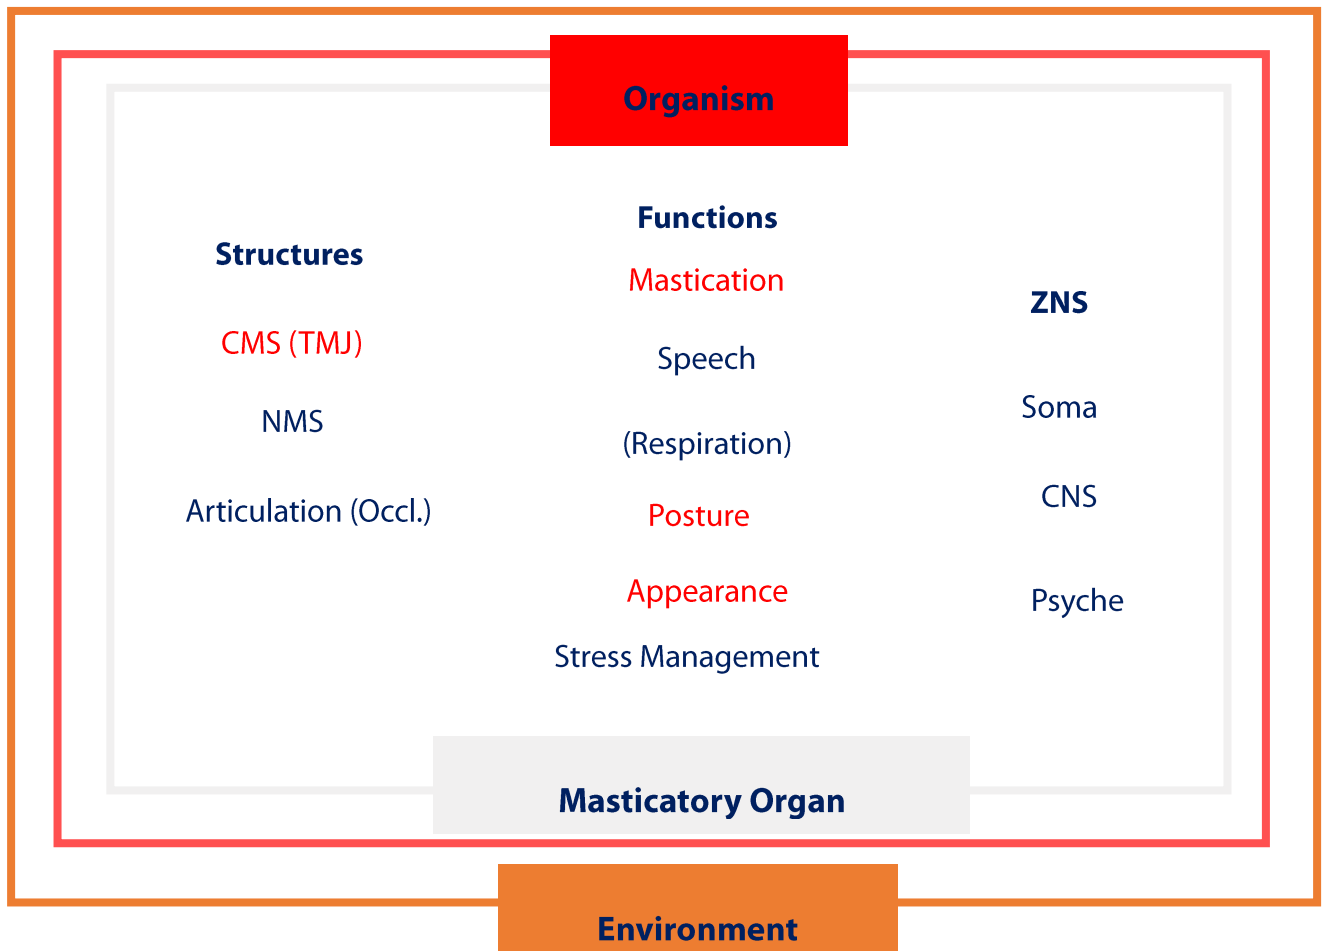 Organism
Structures
CMS (TMJ)
NMS
Articulation (Occl.)
Functions
Mastication
Speech
(Respiration)
Posture
Appearance
Stress Management
ZNS
Soma
CNS
Psyche
Masticatory Organ
Environment